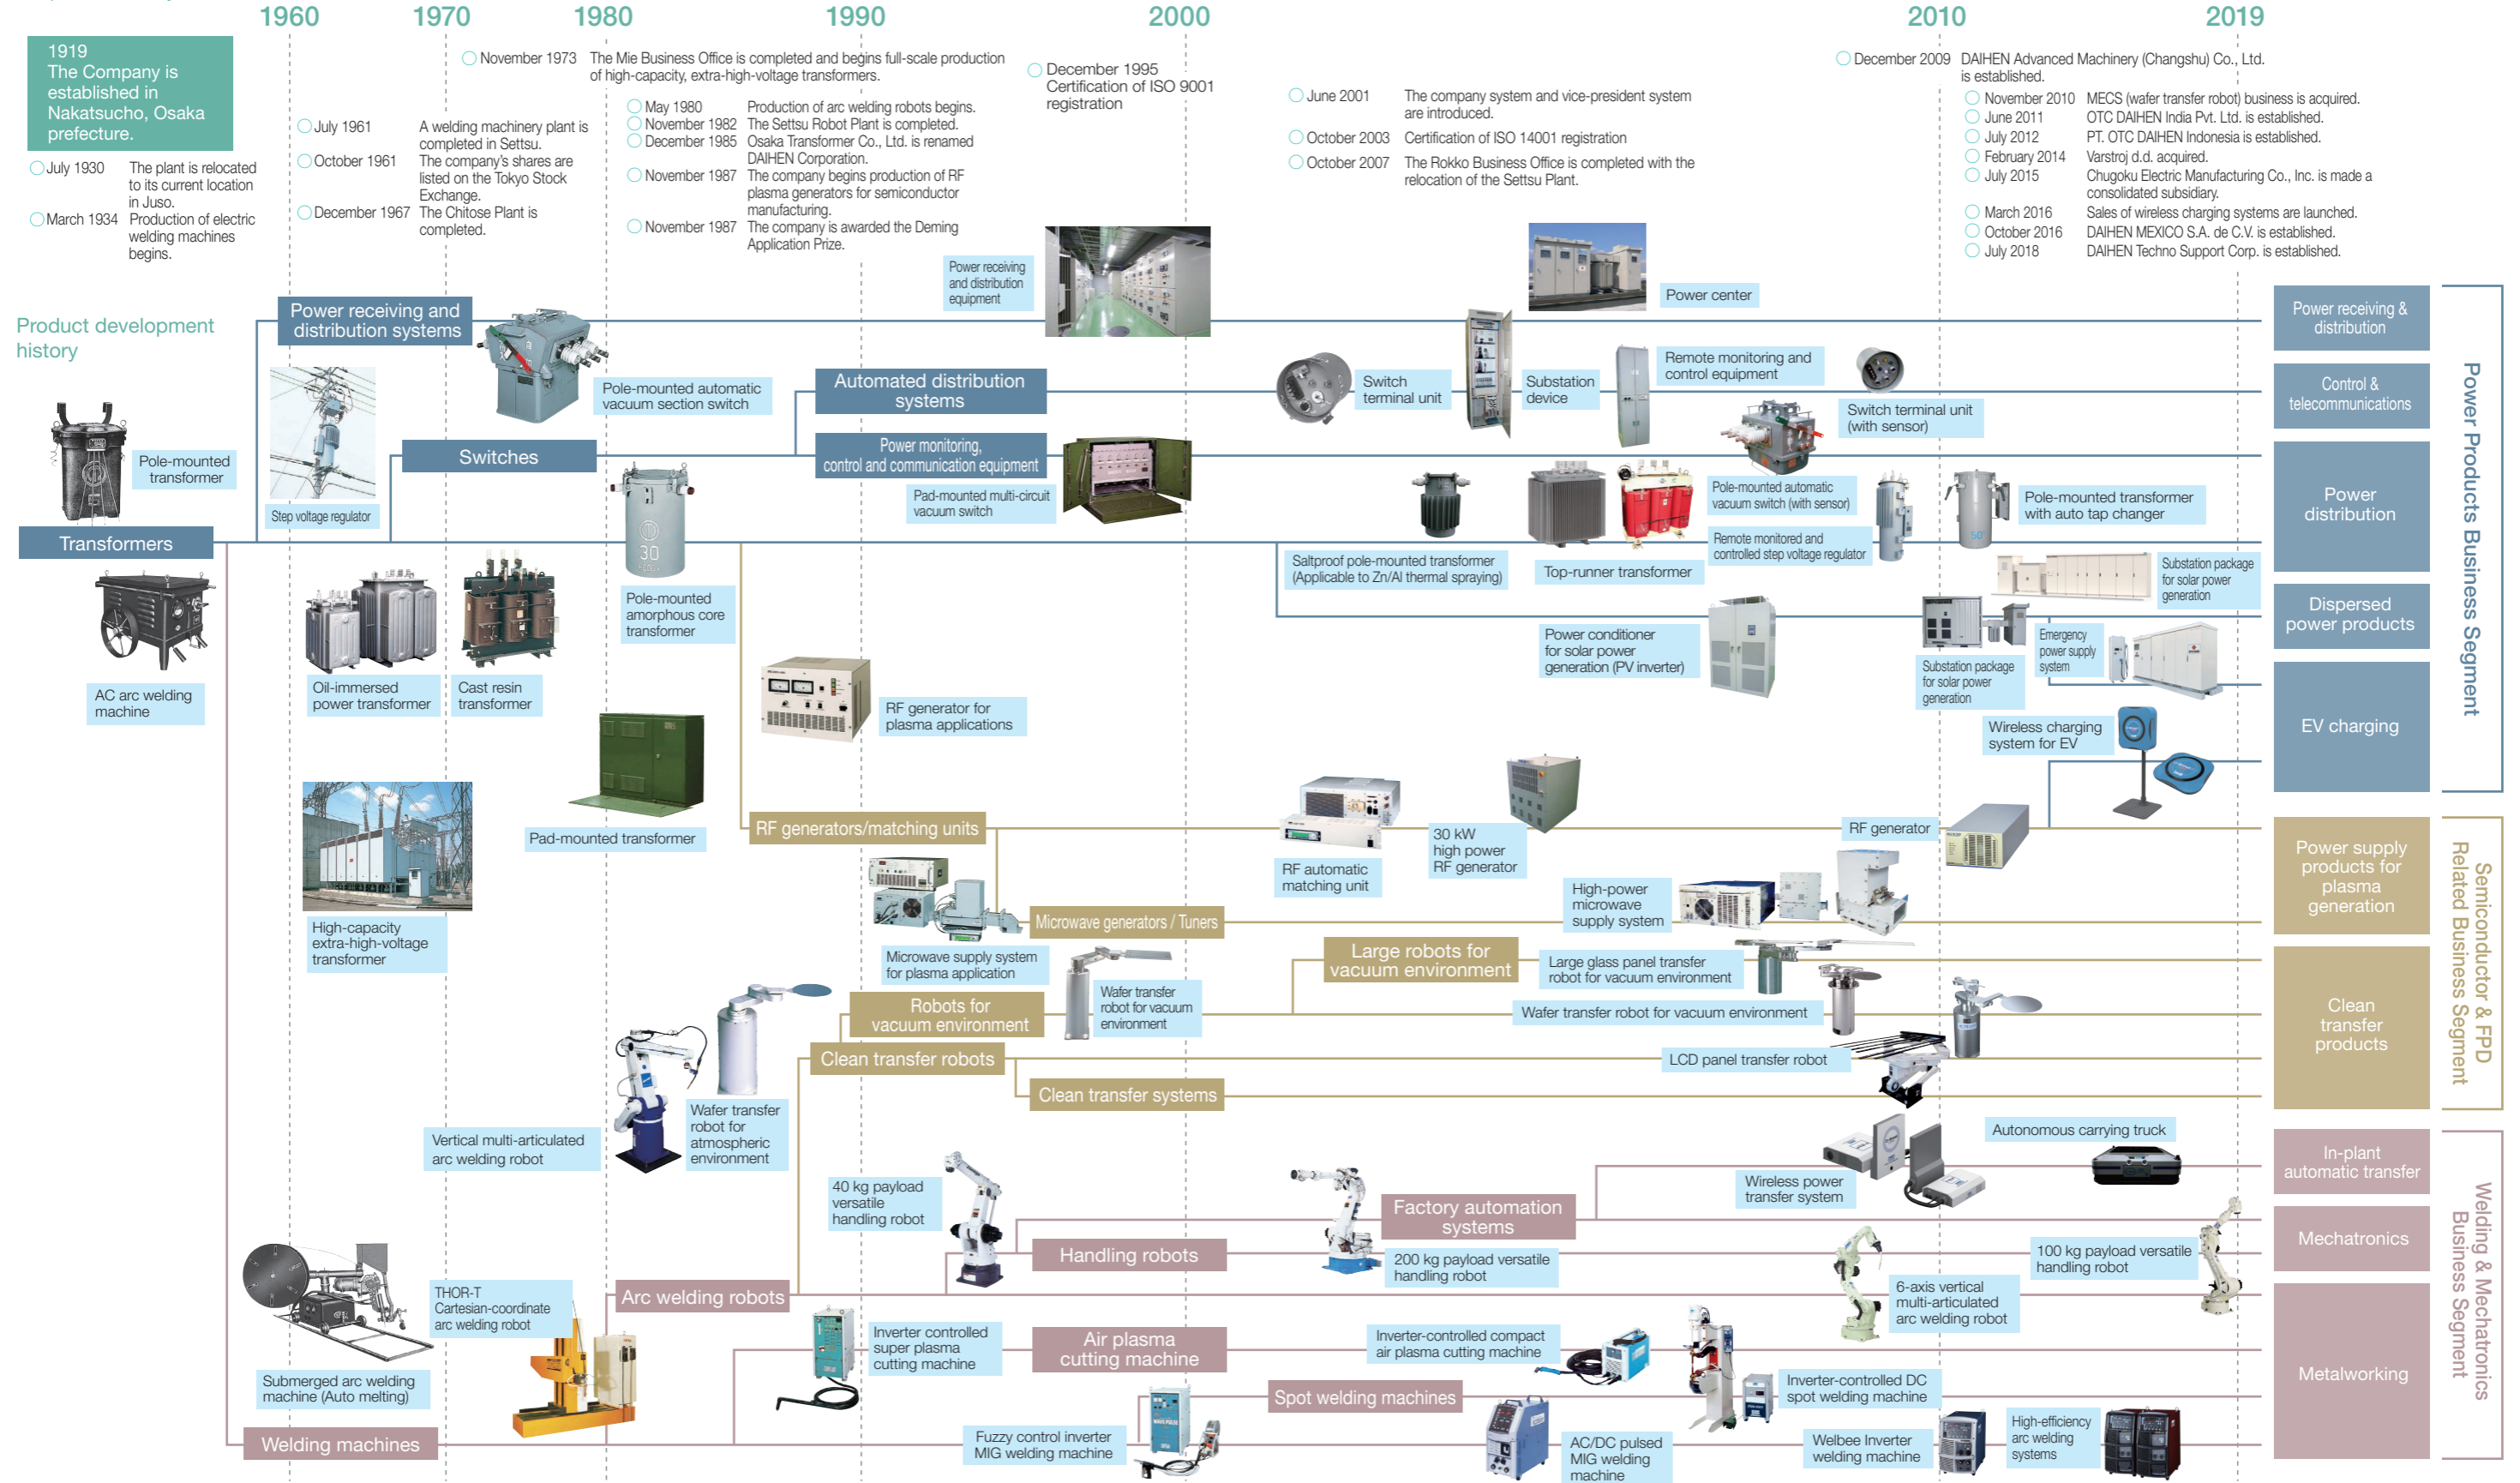 1960
1970
1980
1990
2000
2010
2019
1919
The Company is
established in
Nakatsucho, Osaka
prefecture.
July 1930 The plant is relocated
to its current location
in Juso.
March 1934 Production of electric
welding machines
begins.
July 1961 A welding machinery plant is
completed in Settsu.
October 1961 The company's shares are
listed on the Tokyo Stock
Exchange.
December 1967 The Chitose Plant is
completed.
November 1973 The Mie Business Office is completed and begins full-scale production
of high-capacity, extra-high-voltage transformers.
May 1980 Production of arc welding robots begins.
November 1982 The Settsu Robot Plant is completed.
December 1985 Osaka Transformer Co., Ltd. is renamed
DAIHEN Corporation.
November 1987 The company begins production of RF
plasma generators for semiconductor
manufacturing.
November 1987 The company is awarded the Deming
Application Prize.
December 1995
Certification of ISO 9001
registration
June 2001 The company system and vice-president system
are introduced.
October 2003 Certification of ISO 14001 registration
October 2007 The Rokko Business Office is completed with the
relocation of the Settsu Plant.
December 2009 DAIHEN Advanced Machinery (Changshu) Co., Ltd.
is established.
November 2010 MECS (wafer transfer robot) business is acquired.
June 2011 OTC DAIHEN India Pvt. Ltd. is established.
July 2012 PT. OTC DAIHEN Indonesia is established.
February 2014 Varstroj d.d. acquired.
July 2015 Chugoku Electric Manufacturing Co., Inc. is made a
consolidated subsidiary.
March 2016 Sales of wireless charging systems are launched.
October 2016 DAIHEN MEXICO S.A. de C.V. is established.
July 2018 DAIHEN Techno Support Corp. is established.
Product development
history
Power receiving and
distribution systems
Power receiving
and distribution
equipment
Power center
Power receiving &
distribution
Pole-mounted automatic
vacuum section switch
Automated distribution
systems
Switch
terminal unit
Substation
device
Remote monitoring and
control equipment
Switch terminal unit
(with sensor)
Control &
telecommunications
Pole-mounted
transformer
Step voltage regulator
Switches
Power monitoring,
control and communication equipment
Pad-mounted multi-circuit
vacuum switch
Pole-mounted automatic
vacuum switch (with sensor)
Remote monitored and
controlled step voltage regulator
Pole-mounted transformer
with auto tap changer
Power
distribution
Transformers
30
50
Saltproof pole-mounted transformer
(Applicable to Zn/Al thermal spraying)
Top-runner transformer
Substation package
for solar power
generation
AC arc welding
machine
Oil-immersed
power transformer
Cast resin
transformer
Pole-mounted
amorphous core
transformer
Power conditioner
for solar power
generation (PV inverter)
Substation package
for solar power
generation
Emergency
power supply
system
Dispersed
power products
RF generator for
plasma applications
Wireless charging
system for EV
EV charging
Power Products Business Segment
High-capacity
extra-high-voltage
transformer
Pad-mounted transformer
RF generators/matching units
RF automatic
matching unit
30 kW
high power
RF generator
RF generator
Power supply
products for
plasma
generation
Microwave supply system
for plasma application
Microwave generators / Tuners
High-power
microwave
supply system
Large robots for
vacuum environment
Large glass panel transfer
robot for vacuum environment
Robots for
vacuum environment
Wafer transfer
robot for vacuum
environment
Wafer transfer robot for vacuum environment
Clean transfer robots
LCD panel transfer robot
Clean transfer systems
Clean
transfer
products
Semiconductor & FPD
Related Business Segment
Vertical multi-articulated
arc welding robot
Wafer transfer
robot for
atmospheric
environment
Wireless power
transfer system
Autonomous carrying truck
In-plant
automatic transfer
40 kg payload
versatile
handling robot
Factory automation
systems
Handling robots
200 kg payload versatile
handling robot
100 kg payload versatile
handling robot
Mechatronics
THOR-T
Cartesian-coordinate
arc welding robot
Arc welding robots
6-axis vertical
multi-articulated
arc welding robot
Submerged arc welding
machine (Auto melting)
Inverter controlled
super plasma
cutting machine
Air plasma
cutting machine
Inverter-controlled compact
air plasma cutting machine
Spot welding machines
Inverter-controlled DC
spot welding machine
Metalworking
Welding machines
Fuzzy control inverter
MIG welding machine
AC/DC pulsed
MIG welding
machine
Welbee Inverter
welding machine
High-efficiency
arc welding
systems
Welding & Mechatronics
Business Segment